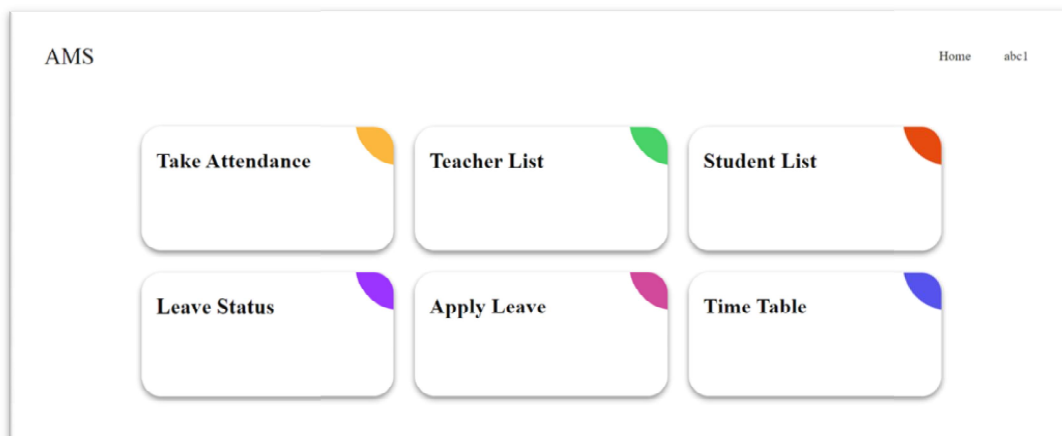 AMS
Home abc1
Take Attendance
Teacher List
Student List
Leave Status
Apply Leave
Time Table